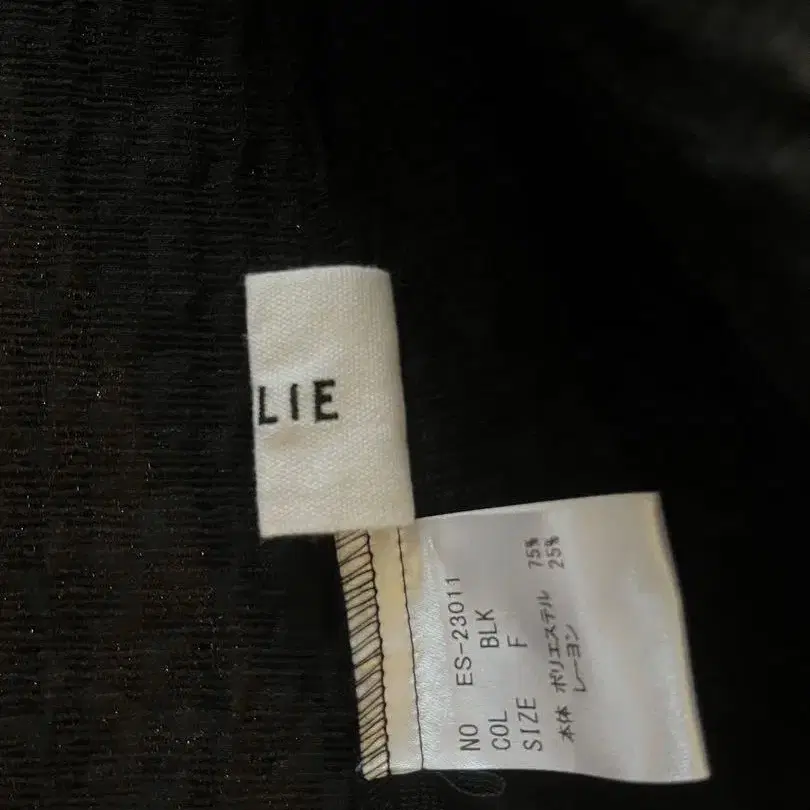 LIE
NO ES-23011
COL BLK
SIZE F
本体 ポリエステル 75%
レーヨン 25%